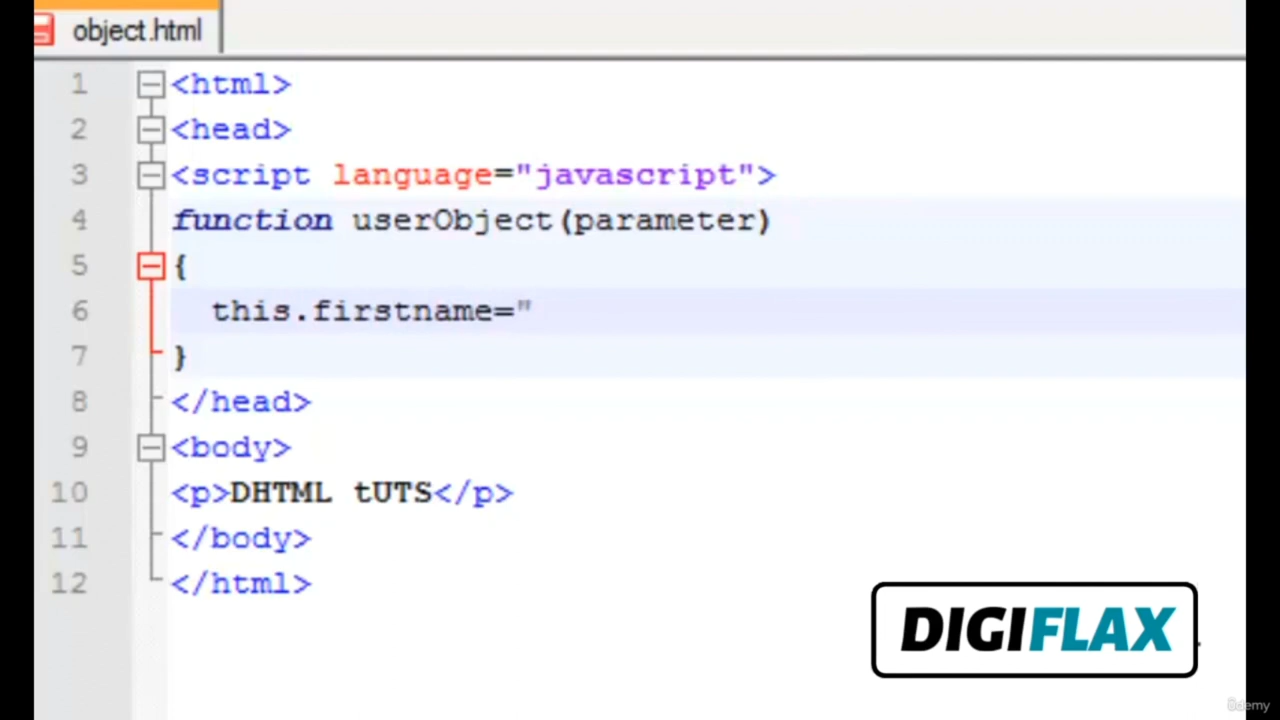 object.html
1 <html>
2 <head>
3 <script language="javascript">
4 function userObject(parameter)
5 {
6 this.firstname="
7 }
8 </head>
9 <body>
10 <p>DHTML tUTS</p>
11 </body>
12 </html>
DIGIFLAX
ûdemy